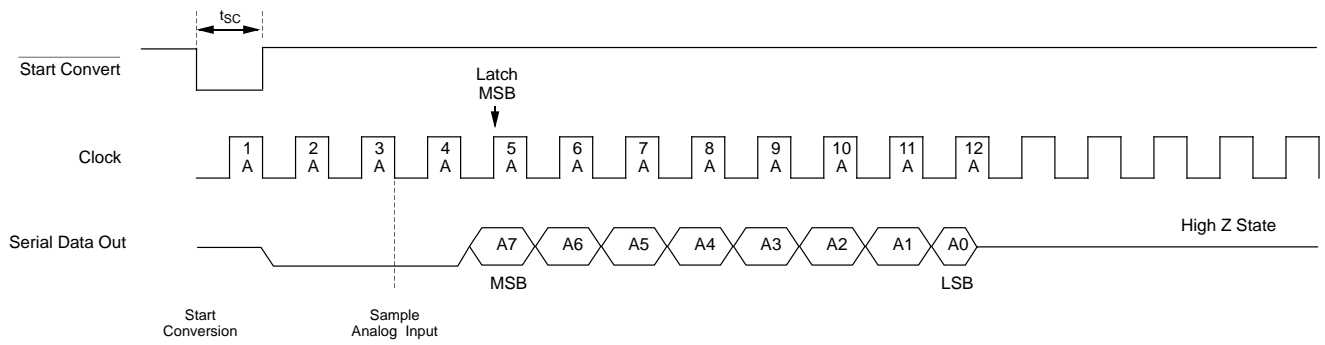 tSC
Start Convert
Latch
MSB
Clock
1 2 3 4 5 6 7 8 9 10 11 12
A A A A A A A A A A A A
Serial Data Out
A7 A6 A5 A4 A3 A2 A1 A0
High Z State
MSB LSB
Start
Conversion
Sample
Analog Input